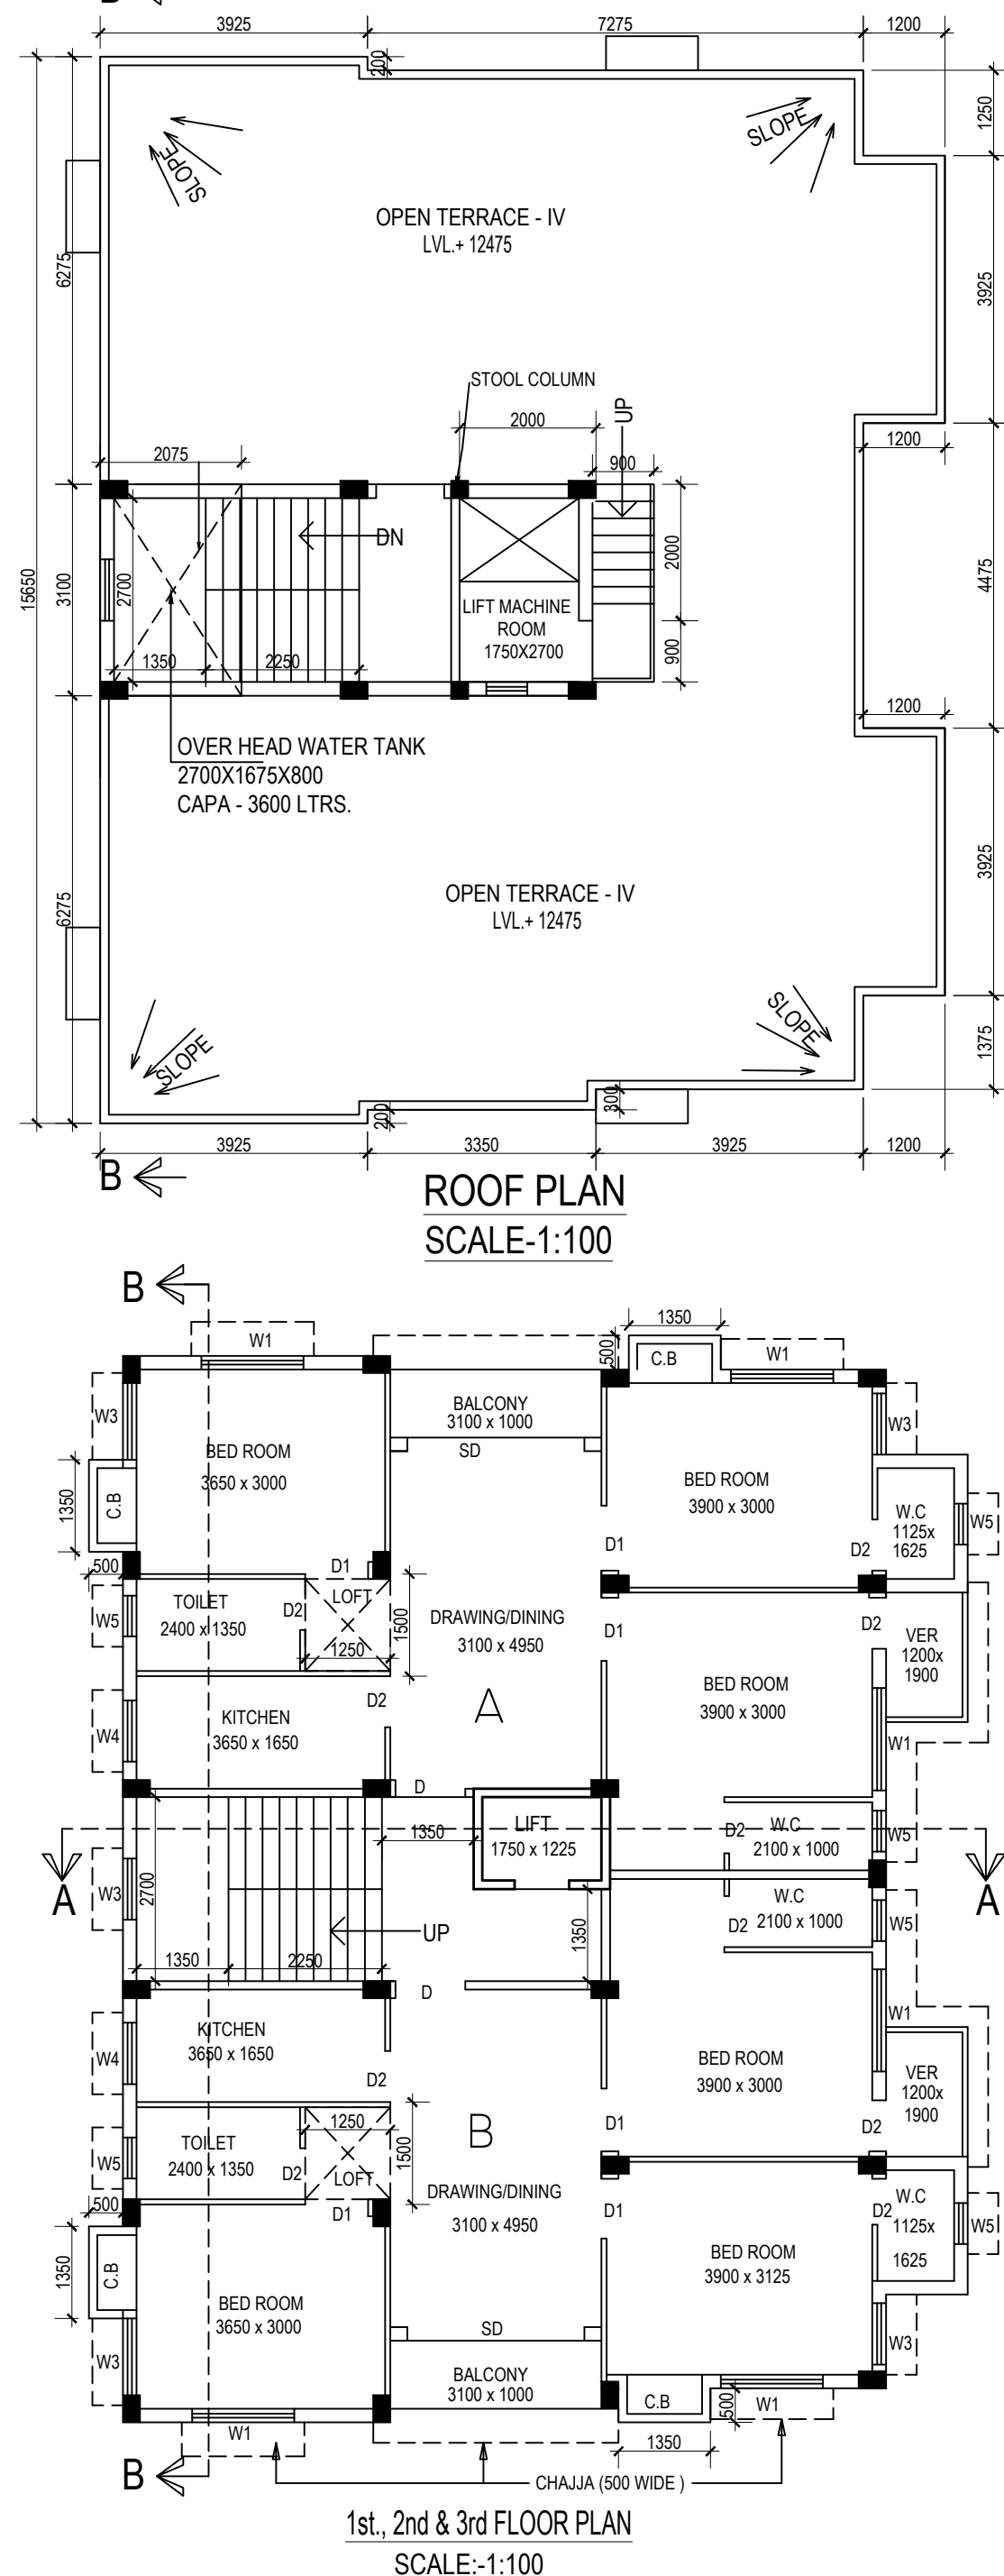 B
3925
7275
1200
200
1250
SLOPE
SLOPE
OPEN TERRACE - IV
LVL.+ 12475
6275
3925
STOOL COLUMN
2000
UP
1200
2075
900
DN
15650
3100
2700
2000
4475
LIFT MACHINE
ROOM
1750X2700
1350
2250
900
1200
OVER HEAD WATER TANK
2700X1675X800
CAPA - 3600 LTRS.
3925
6275
OPEN TERRACE - IV
LVL.+ 12475
SLOPE
SLOPE
1375
200
300
3925
3350
3925
1200
B
ROOF PLAN
SCALE-1:100
B
1350
W1
500
C.B
W1
W3
BALCONY
3100 x 1000
W3
SD
BED ROOM
3650 x 3000
BED ROOM
3900 x 3000
1350
C.B
W.C
1125x
1625
W5
D1
D2
500
D1
TOILET
2400 x 1350
D2
LOFT
W5
1500
DRAWING/DINING
3100 x 4950
D1
D2
VER
1200x
1900
1250
BED ROOM
3900 x 3000
D2
A
KITCHEN
3650 x 1650
W4
W1
D
LIFT
1750 x 1225
1350
D2
W.C
2100 x 1000
W5
A
W3
2700
A
W.C
2100 x 1000
D2
W5
UP
1350
1350
2250
D
W1
KITCHEN
3650 x 1650
W4
BED ROOM
3900 x 3000
VER
1200x
1900
D2
1250
B
D1
D2
TOILET
2400 x 1350
W5
D2
LOFT
1500
DRAWING/DINING
3100 x 4950
500
D1
D1
D2
W.C
1125x
1625
W5
1350
C.B
BED ROOM
3900 x 3125
BED ROOM
3650 x 3000
SD
W3
W3
BALCONY
3100 x 1000
C.B
500
W1
W1
1350
B
CHAJJA (500 WIDE )
1st., 2nd & 3rd FLOOR PLAN
SCALE:-1:100